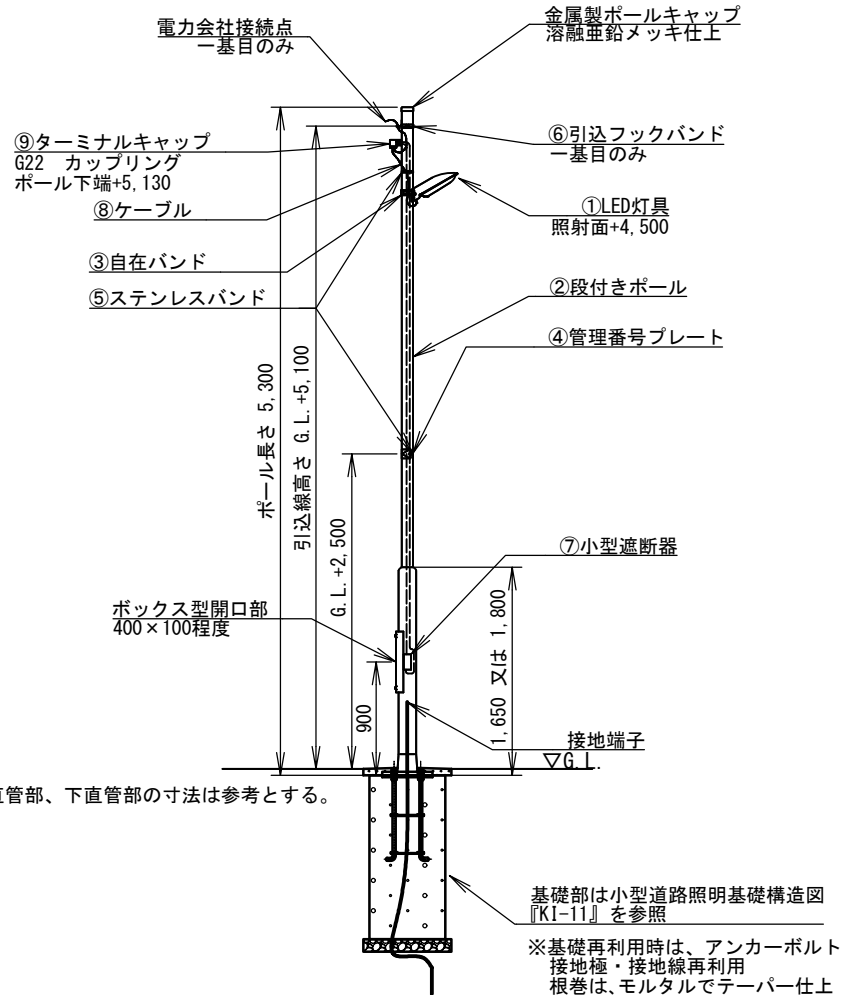 電力会社接続点
一基目のみ
金属製ポールキャップ
溶融亜鉛メッキ仕上
⑨ターミナルキャップ
G22 カップリング
ポール下端+5,130
⑥引込フックバンド
一基目のみ
⑧ケーブル
①LED灯具
照射面+4,500
③自在バンド
⑤ステンレスバンド
②段付きポール
④管理番号プレート
ポール長さ 5,300
引込線高さ G.L.+5,100
G.L.+2,500
⑦小型遮断器
ボックス型開口部
400×100程度
1,650 又は 1,800
900
接地端子
▽G.L.
直管部、下直管部の寸法は参考とする。
基礎部は小型道路照明基礎構造図
『KI-11』を参照
※基礎再利用時は、アンカーボルト
接地極・接地線再利用
根巻は、モルタルでテーパー仕上